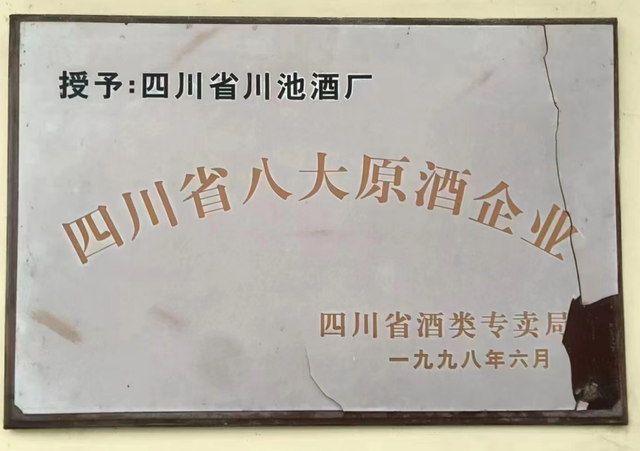 授予:四川省川池酒厂
四川省八大原酒企业
四川省酒类专卖局
一九九八年六月